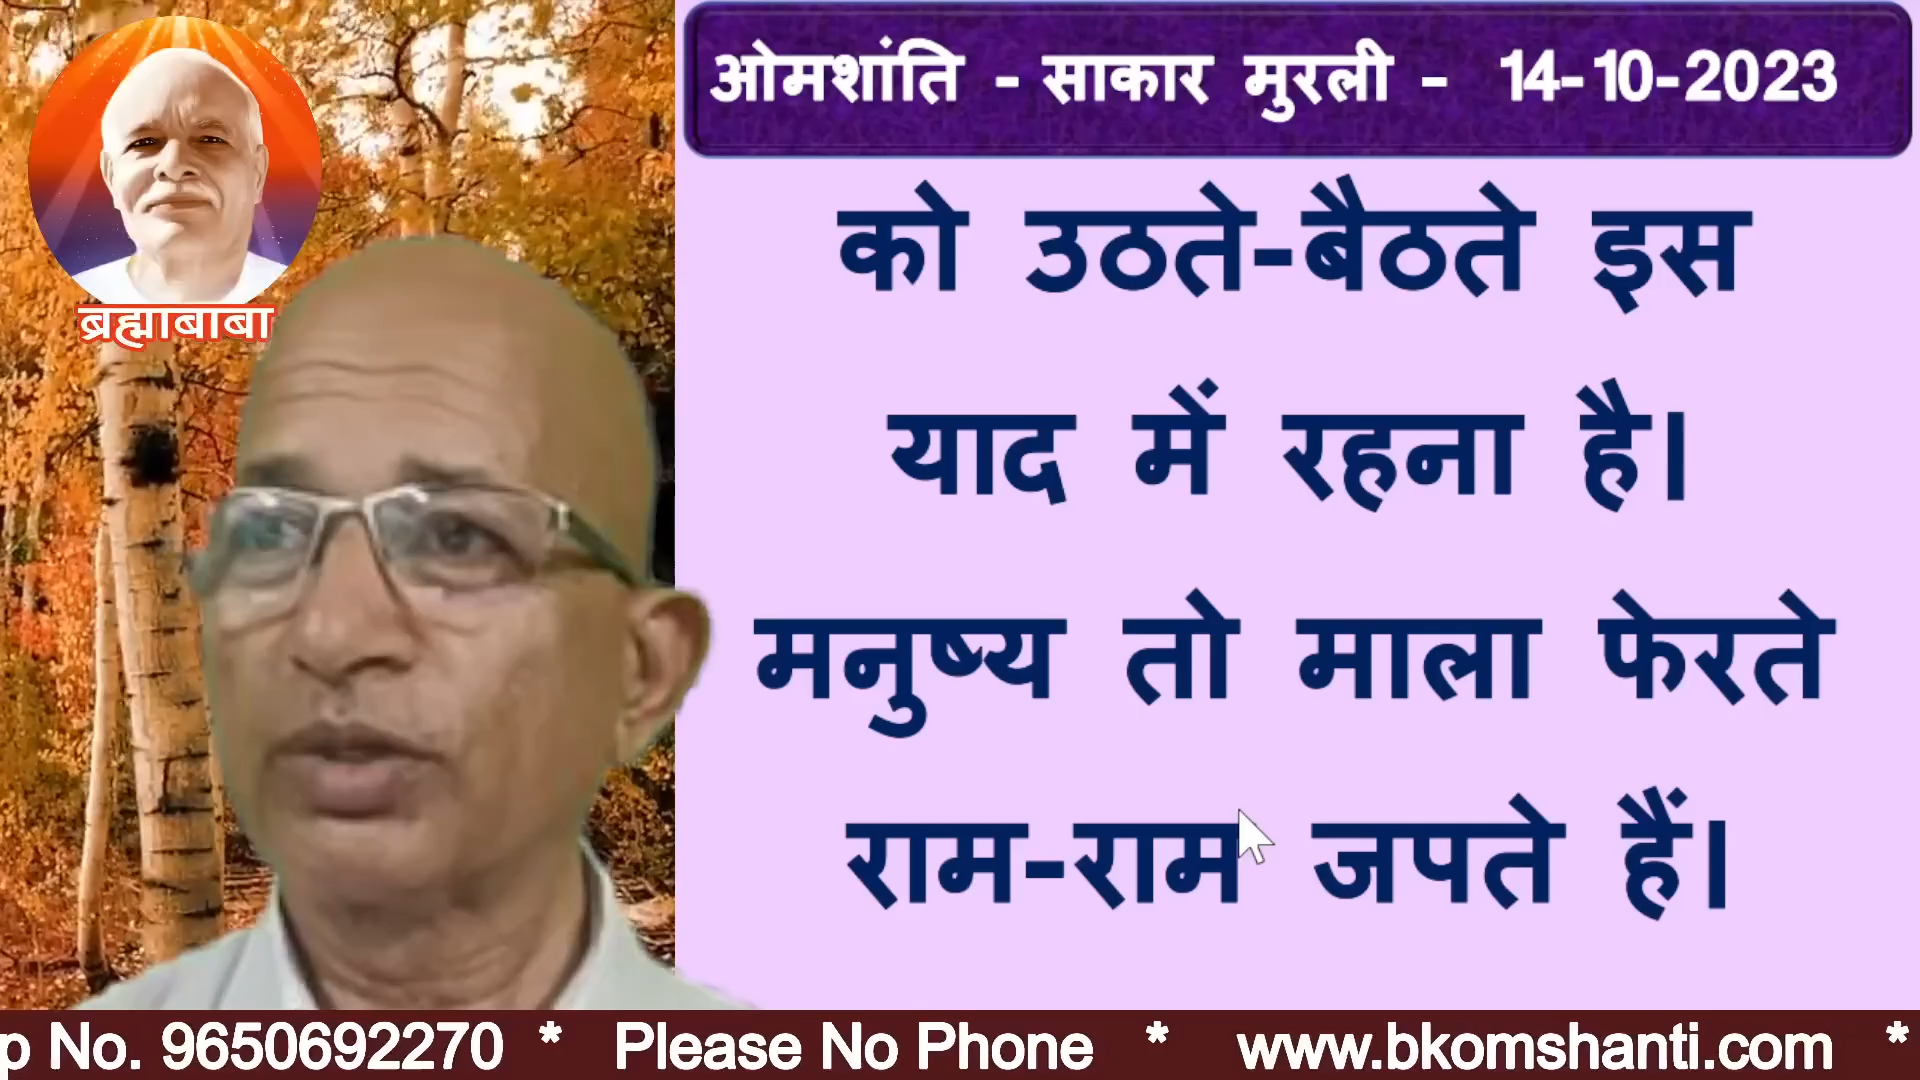 ओमशांति - साकार मुरली - 14-10-2023
को उठते-बैठते इस
याद में रहना है।
मनुष्य तो माला फेरते
राम-राम जपते हैं।
ब्रह्माबाबा
p No. 9650692270 * Please No Phone * www.bkomshanti.com *